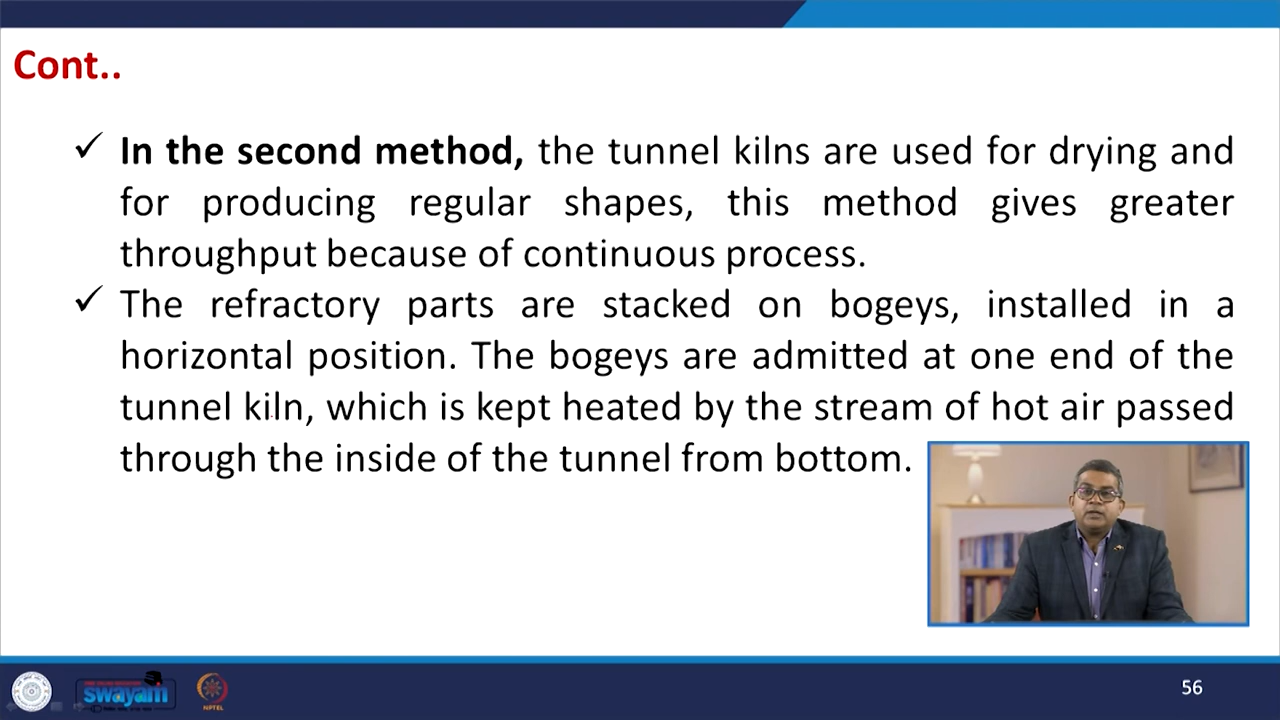 Cont..
✓ In the second method, the tunnel kilns are used for drying and
for producing regular shapes, this method gives greater
throughput because of continuous process.
✓ The refractory parts are stacked on bogeys, installed in a
horizontal position. The bogeys are admitted at one end of the
tunnel kiln, which is kept heated by the stream of hot air passed
through the inside of the tunnel from bottom.
swayam
NPTEL
56